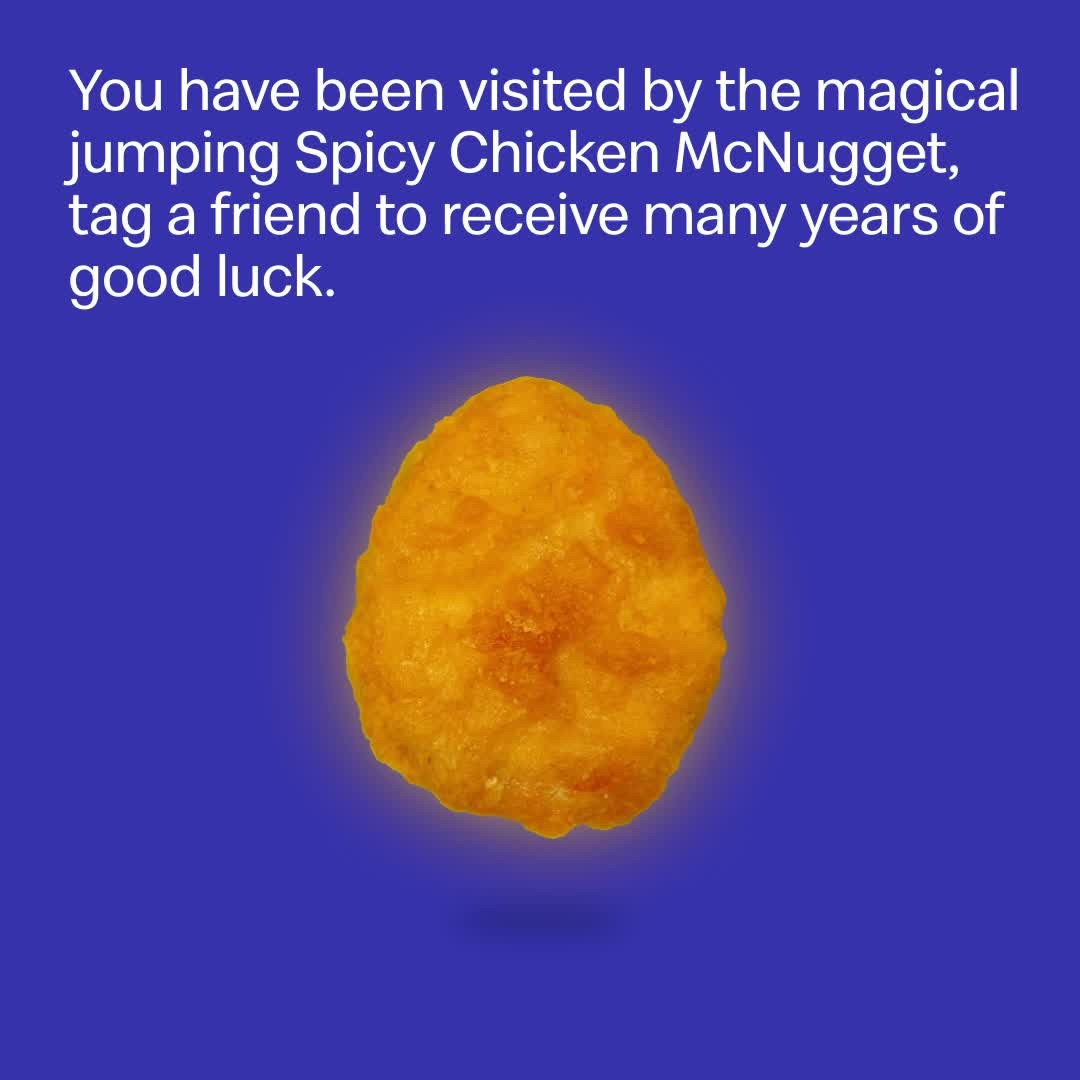 You have been visited by the magical
jumping Spicy Chicken McNugget,
tag a friend to receive many years of
good luck.